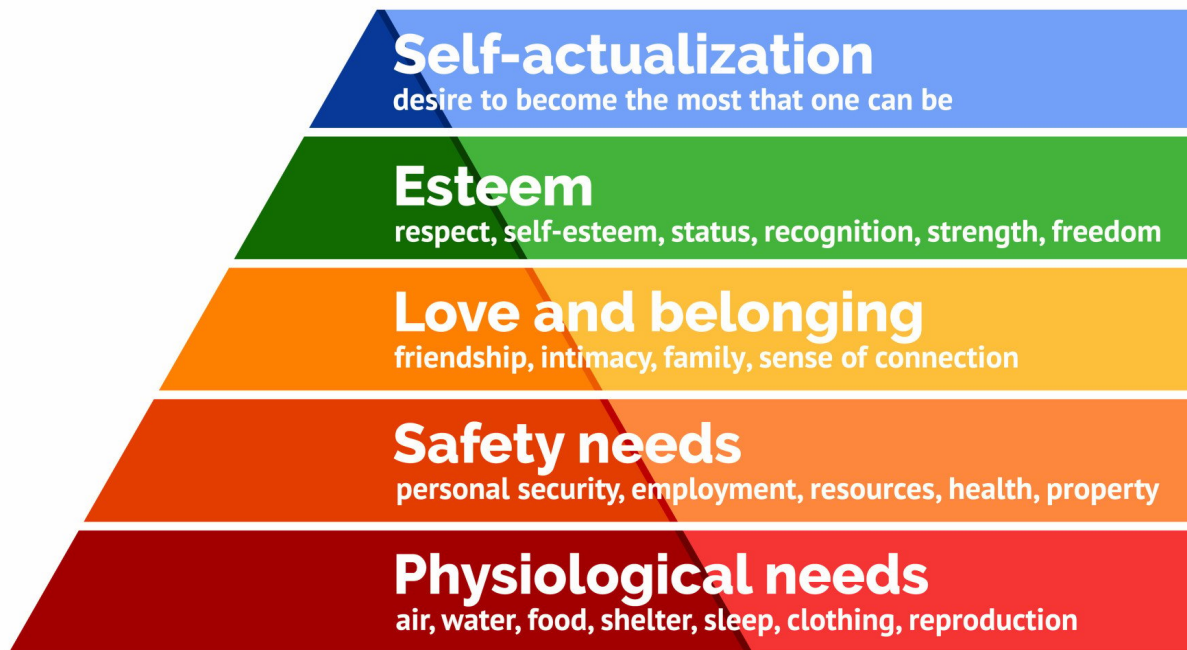 Self-actualization
desire to become the most that one can be
Esteem
respect, self-esteem, status, recognition, strength, freedom
Love and belonging
friendship, intimacy, family, sense of connection
Safety needs
personal security, employment, resources, health, property
Physiological needs
air, water, food, shelter, sleep, clothing, reproduction